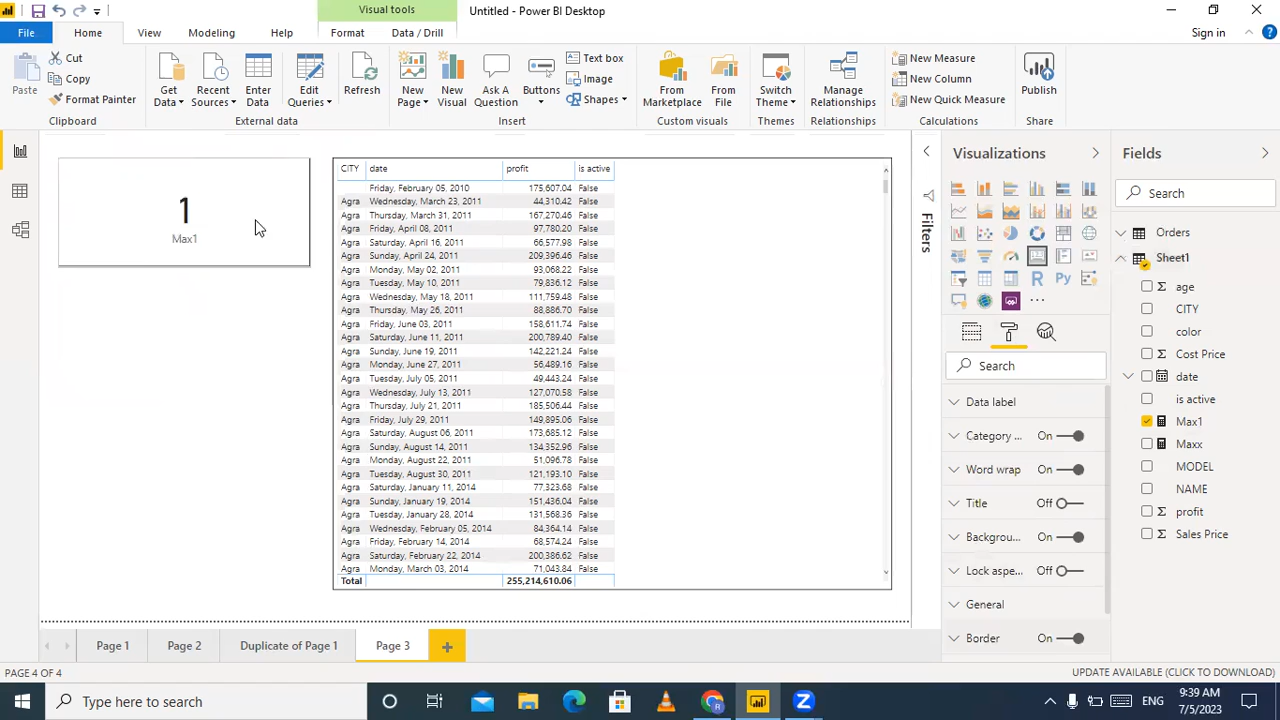 Visual tools
Untitled - Power BI Desktop
File Home View Modeling Help Format Data / Drill Sign in
Paste
Cut
Copy
Format Painter
Clipboard
Get Data
Recent Sources
Enter Data
External data
Edit Queries
Refresh
New Page
New Visual
Ask A Question
Buttons
Text box
Image
Shapes
Insert
From Marketplace
From File
Custom visuals
Switch Theme
Themes
Manage Relationships
Relationships
New Measure
New Column
New Quick Measure
Calculations
Publish
Share
1
Max1
CITY date profit is active
Friday, February 05, 2010 175,607.04 False
Agra Wednesday, March 23, 2011 44,310.42 False
Agra Thursday, March 31, 2011 167,270.46 False
Agra Friday, April 08, 2011 97,780.20 False
Agra Saturday, April 16, 2011 66,577.98 False
Agra Sunday, April 24, 2011 209,396.46 False
Agra Monday, May 02, 2011 93,068.22 False
Agra Tuesday, May 10, 2011 79,836.12 False
Agra Wednesday, May 18, 2011 111,759.48 False
Agra Thursday, May 26, 2011 88,886.70 False
Agra Friday, June 03, 2011 158,611.74 False
Agra Saturday, June 11, 2011 200,789.40 False
Agra Sunday, June 19, 2011 142,221.24 False
Agra Monday, June 27, 2011 56,489.16 False
Agra Tuesday, July 05, 2011 49,443.24 False
Agra Wednesday, July 13, 2011 127,070.58 False
Agra Thursday, July 21, 2011 185,506.44 False
Agra Friday, July 29, 2011 149,895.06 False
Agra Saturday, August 06, 2011 173,685.12 False
Agra Sunday, August 14, 2011 134,352.96 False
Agra Monday, August 22, 2011 51,096.78 False
Agra Tuesday, August 30, 2011 121,193.10 False
Agra Saturday, January 11, 2014 77,323.68 False
Agra Sunday, January 19, 2014 151,436.04 False
Agra Tuesday, January 28, 2014 131,568.36 False
Agra Wednesday, February 05, 2014 84,364.14 False
Agra Friday, February 14, 2014 68,574.24 False
Agra Saturday, February 22, 2014 200,386.62 False
Agra Monday, March 03, 2014 71,043.84 False
Total 255,214,610.06
Filters
Visualizations
R
Py
Search
Data label
Category ... On
Word wrap On
Title Off
Backgrou... On
Lock aspe... Off
General
Border On
Fields
Search
Orders
Sheet1
age
CITY
color
Cost Price
date
is active
Max1
Maxx
MODEL
NAME
profit
Sales Price
Page 1 Page 2 Duplicate of Page 1 Page 3
PAGE 4 OF 4
UPDATE AVAILABLE (CLICK TO DOWNLOAD)
Type here to search
ENG
9:39 AM
7/5/2023